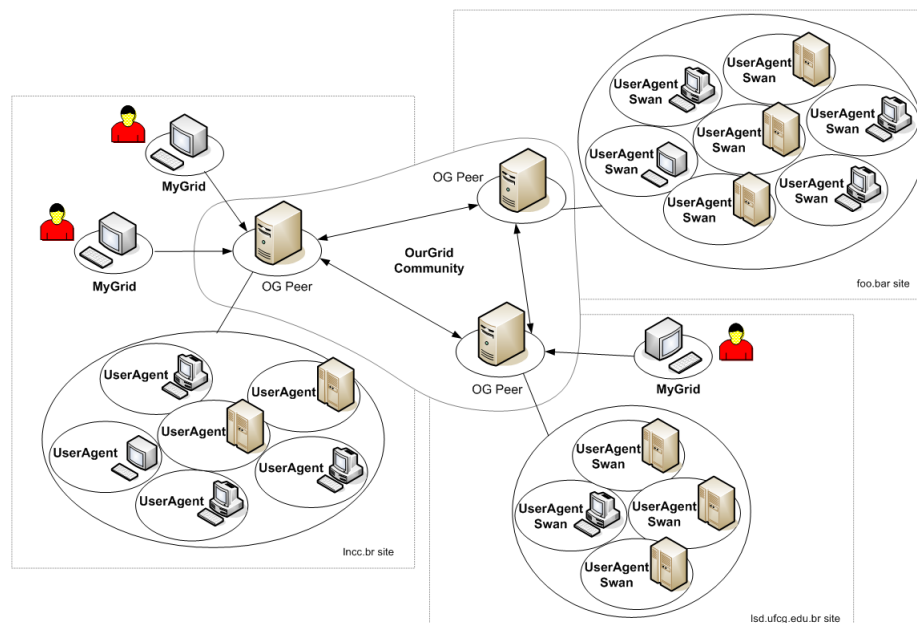 UserAgent
Swan
UserAgent
Swan
UserAgent
Swan
UserAgent
Swan
UserAgent
Swan
UserAgent
Swan
UserAgent
Swan
foo.bar site
MyGrid
MyGrid
OG Peer
OG Peer
OurGrid
Community
OG Peer
MyGrid
UserAgent
UserAgent
UserAgent
UserAgent
UserAgent
UserAgent
lncc.br site
UserAgent
Swan
UserAgent
Swan
UserAgent
Swan
UserAgent
Swan
lsd.ufcg.edu.br site